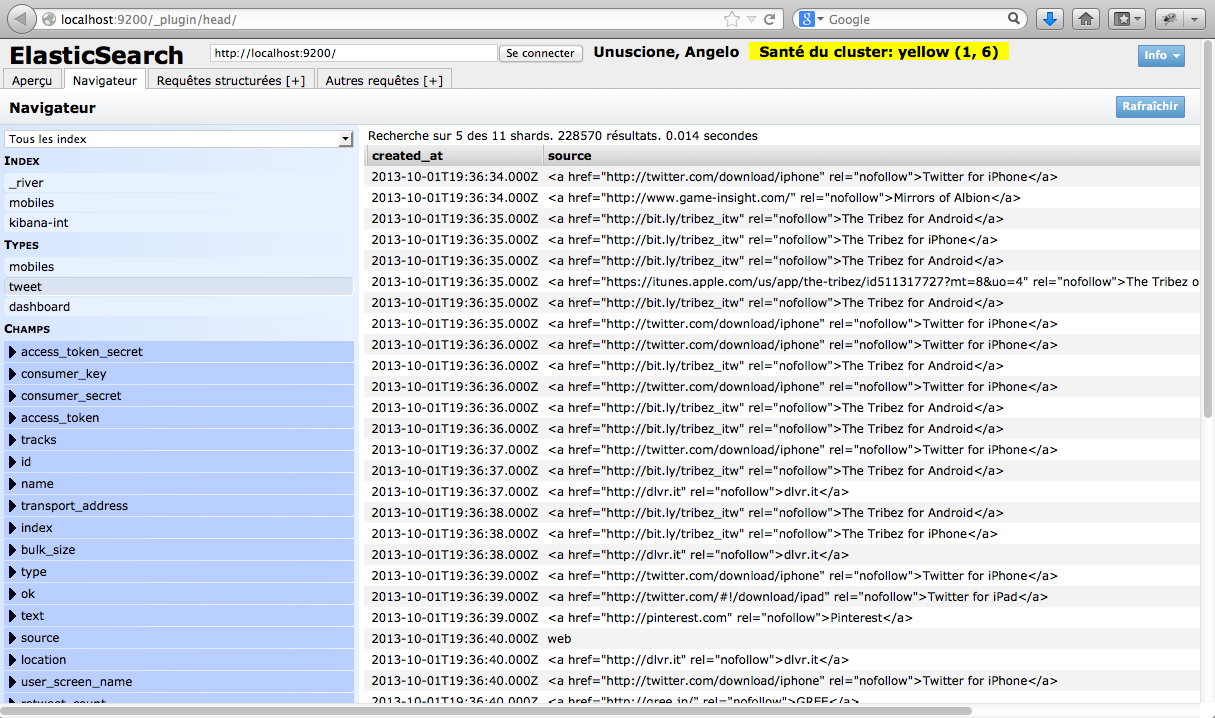 localhost:9200/_plugin/head/
Google
ElasticSearch
http://localhost:9200/
Se connecter
Unuscione, Angelo
Santé du cluster: yellow (1, 6)
Info
Aperçu
Navigateur
Requêtes structurées [+]
Autres requêtes [+]
Navigateur
Rafraîchir
Tous les index
INDEX
_river
mobiles
kibana-int
TYPES
mobiles
tweet
dashboard
CHAMPS
access_token_secret
consumer_key
consumer_secret
access_token
tracks
id
name
transport_address
index
bulk_size
type
ok
text
source
location
user_screen_name
retweet_count
Recherche sur 5 des 11 shards. 228570 résultats. 0.014 secondes
created_at source
2013-10-01T19:36:34.000Z <a href="http://twitter.com/download/iphone" rel="nofollow">Twitter for iPhone</a>
2013-10-01T19:36:34.000Z <a href="http://www.game-insight.com/" rel="nofollow">Mirrors of Albion</a>
2013-10-01T19:36:35.000Z <a href="http://bit.ly/tribez_itw" rel="nofollow">The Tribez for Android</a>
2013-10-01T19:36:35.000Z <a href="http://bit.ly/tribez_itw" rel="nofollow">The Tribez for iPhone</a>
2013-10-01T19:36:35.000Z <a href="http://bit.ly/tribez_itw" rel="nofollow">The Tribez for Android</a>
2013-10-01T19:36:35.000Z <a href="https://itunes.apple.com/us/app/the-tribez/id511317727?mt=8&uo=4" rel="nofollow">The Tribez o
2013-10-01T19:36:35.000Z <a href="http://bit.ly/tribez_itw" rel="nofollow">The Tribez for Android</a>
2013-10-01T19:36:35.000Z <a href="http://twitter.com/download/iphone" rel="nofollow">Twitter for iPhone</a>
2013-10-01T19:36:36.000Z <a href="http://twitter.com/download/iphone" rel="nofollow">Twitter for iPhone</a>
2013-10-01T19:36:36.000Z <a href="http://bit.ly/tribez_itw" rel="nofollow">The Tribez for Android</a>
2013-10-01T19:36:36.000Z <a href="http://twitter.com/download/iphone" rel="nofollow">Twitter for iPhone</a>
2013-10-01T19:36:36.000Z <a href="http://bit.ly/tribez_itw" rel="nofollow">The Tribez for Android</a>
2013-10-01T19:36:36.000Z <a href="http://bit.ly/tribez_itw" rel="nofollow">The Tribez for Android</a>
2013-10-01T19:36:37.000Z <a href="http://twitter.com/download/iphone" rel="nofollow">Twitter for iPhone</a>
2013-10-01T19:36:37.000Z <a href="http://bit.ly/tribez_itw" rel="nofollow">The Tribez for Android</a>
2013-10-01T19:36:37.000Z <a href="http://dlvr.it" rel="nofollow">dlvr.it</a>
2013-10-01T19:36:38.000Z <a href="http://bit.ly/tribez_itw" rel="nofollow">The Tribez for Android</a>
2013-10-01T19:36:38.000Z <a href="http://bit.ly/tribez_itw" rel="nofollow">The Tribez for iPhone</a>
2013-10-01T19:36:38.000Z <a href="http://dlvr.it" rel="nofollow">dlvr.it</a>
2013-10-01T19:36:39.000Z <a href="http://twitter.com/download/iphone" rel="nofollow">Twitter for iPhone</a>
2013-10-01T19:36:39.000Z <a href="http://twitter.com/#!/download/ipad" rel="nofollow">Twitter for iPad</a>
2013-10-01T19:36:39.000Z <a href="http://pinterest.com" rel="nofollow">Pinterest</a>
2013-10-01T19:36:40.000Z web
2013-10-01T19:36:40.000Z <a href="http://dlvr.it" rel="nofollow">dlvr.it</a>
2013-10-01T19:36:40.000Z <a href="http://twitter.com/download/iphone" rel="nofollow">Twitter for iPhone</a>
2013-10-01T19:36:40.000Z <a href="http://gree.jp/" rel="nofollow">GREE</a>